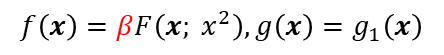 f(x) = βF(x; x²), g(x) = g₁(x)